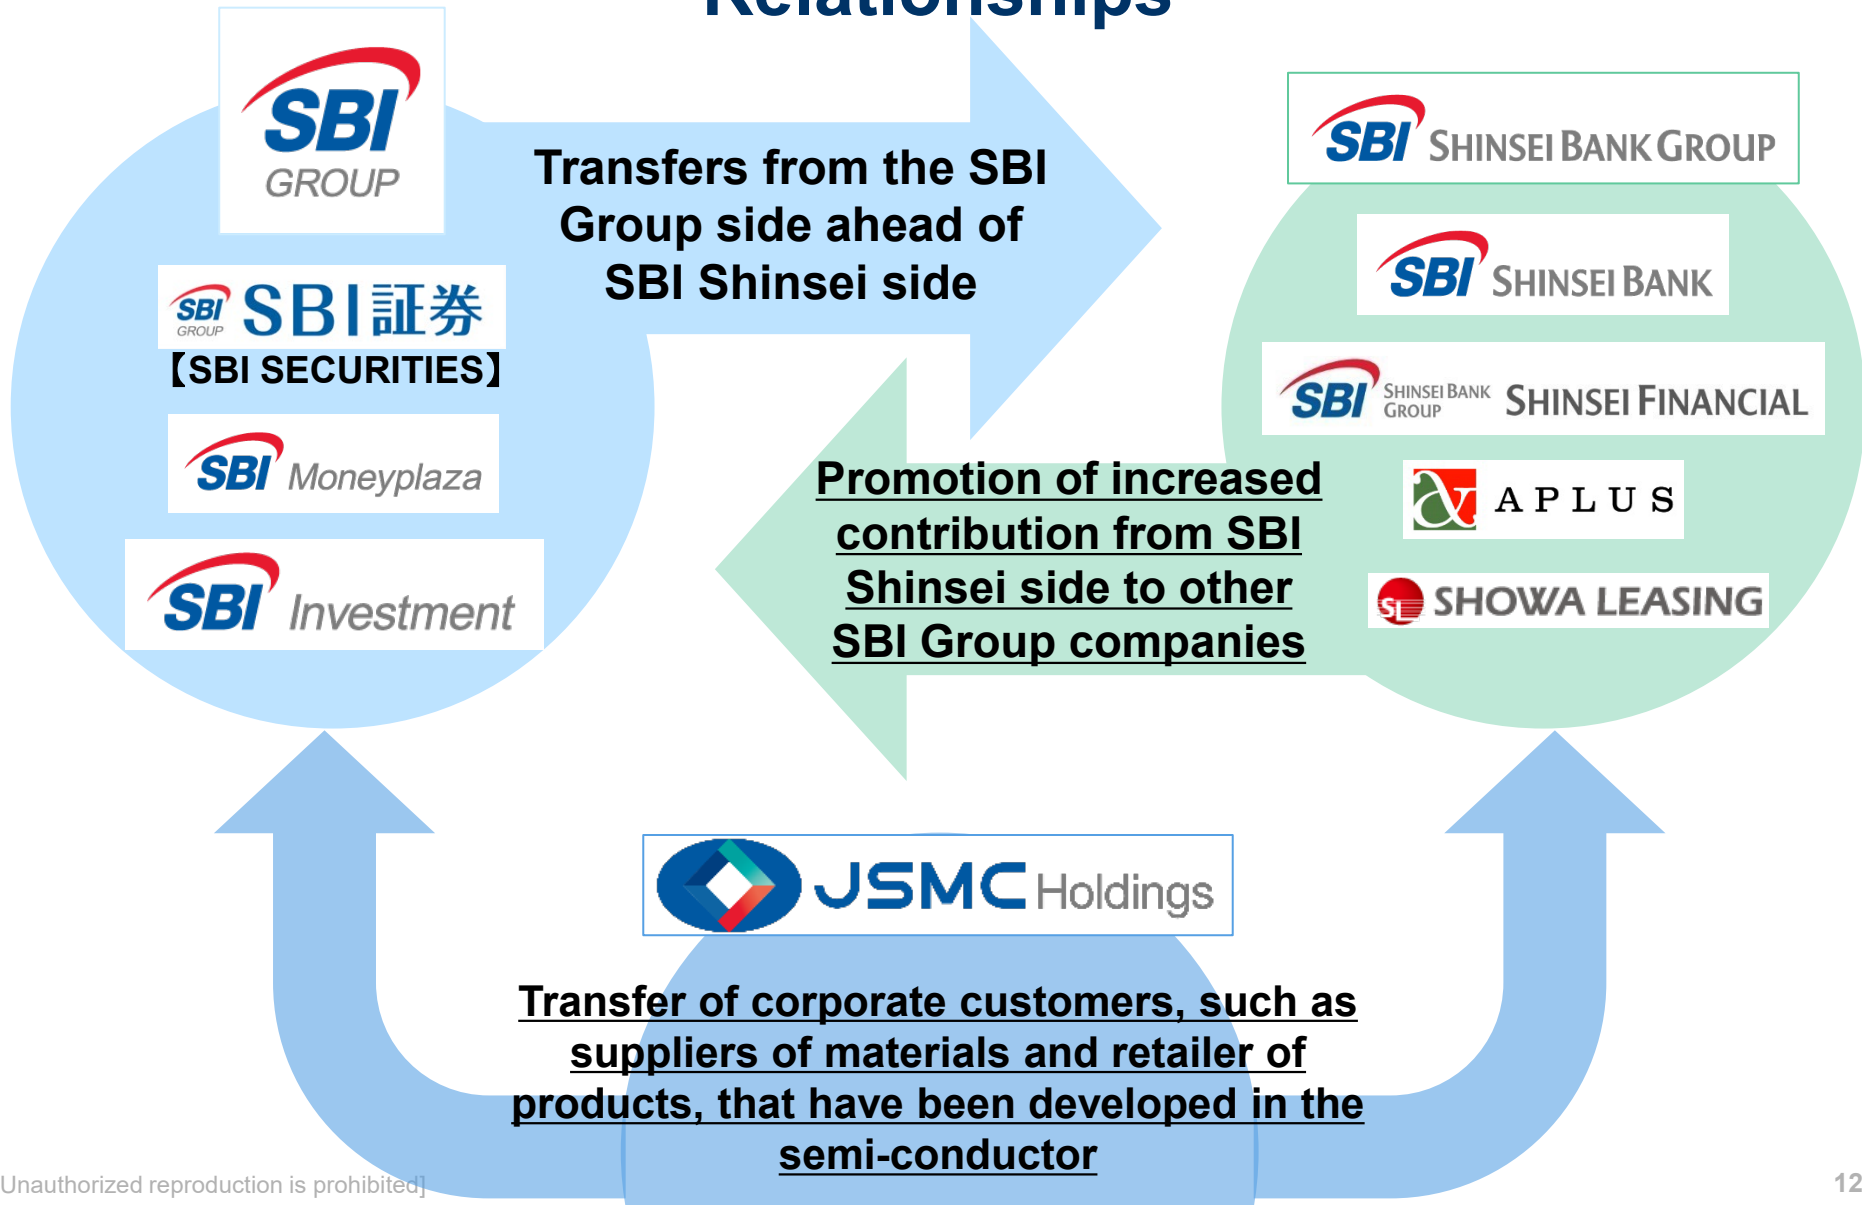 Relationships
SBI
GROUP
SBI GROUP SBI証券
【SBI SECURITIES】
SBI Moneyplaza
SBI Investment
Transfers from the SBI
Group side ahead of
SBI Shinsei side
SBI SHINSEI BANK GROUP
SBI SHINSEI BANK
SBI SHINSEI BANK GROUP SHINSEI FINANCIAL
APLUS
SL SHOWA LEASING
Promotion of increased
contribution from SBI
Shinsei side to other
SBI Group companies
JSMC Holdings
Transfer of corporate customers, such as
suppliers of materials and retailer of
products, that have been developed in the
semi-conductor
Unauthorized reproduction is prohibited]
12